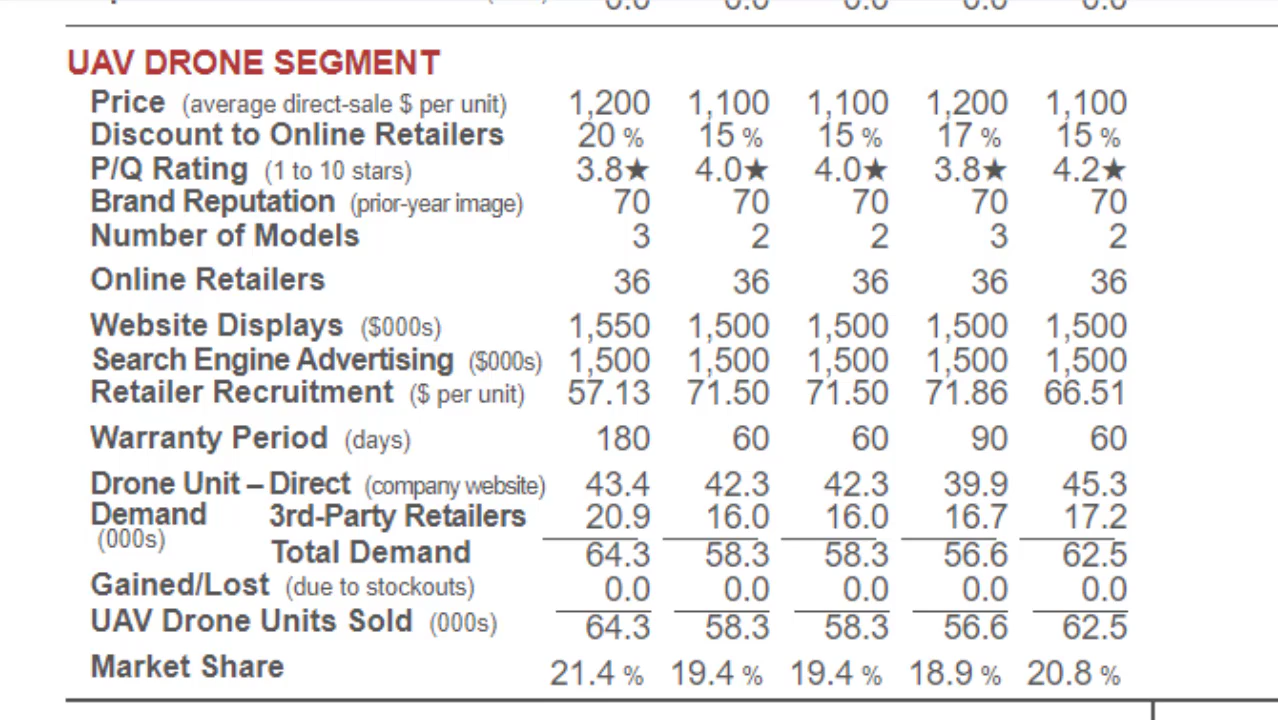 UAV DRONE SEGMENT
Price (average direct-sale $ per unit) 1,200 1,100 1,100 1,200 1,100
Discount to Online Retailers 20 % 15 % 15 % 17 % 15 %
P/Q Rating (1 to 10 stars) 3.8★ 4.0★ 4.0★ 3.8★ 4.2★
Brand Reputation (prior-year image) 70 70 70 70 70
Number of Models 3 2 2 3 2
Online Retailers 36 36 36 36 36
Website Displays ($000s) 1,550 1,500 1,500 1,500 1,500
Search Engine Advertising ($000s) 1,500 1,500 1,500 1,500 1,500
Retailer Recruitment ($ per unit) 57.13 71.50 71.50 71.86 66.51
Warranty Period (days) 180 60 60 90 60
Drone Unit – Direct (company website) 43.4 42.3 42.3 39.9 45.3
Demand 3rd-Party Retailers 20.9 16.0 16.0 16.7 17.2
(000s) Total Demand 64.3 58.3 58.3 56.6 62.5
Gained/Lost (due to stockouts) 0.0 0.0 0.0 0.0 0.0
UAV Drone Units Sold (000s) 64.3 58.3 58.3 56.6 62.5
Market Share 21.4 % 19.4 % 19.4 % 18.9 % 20.8 %